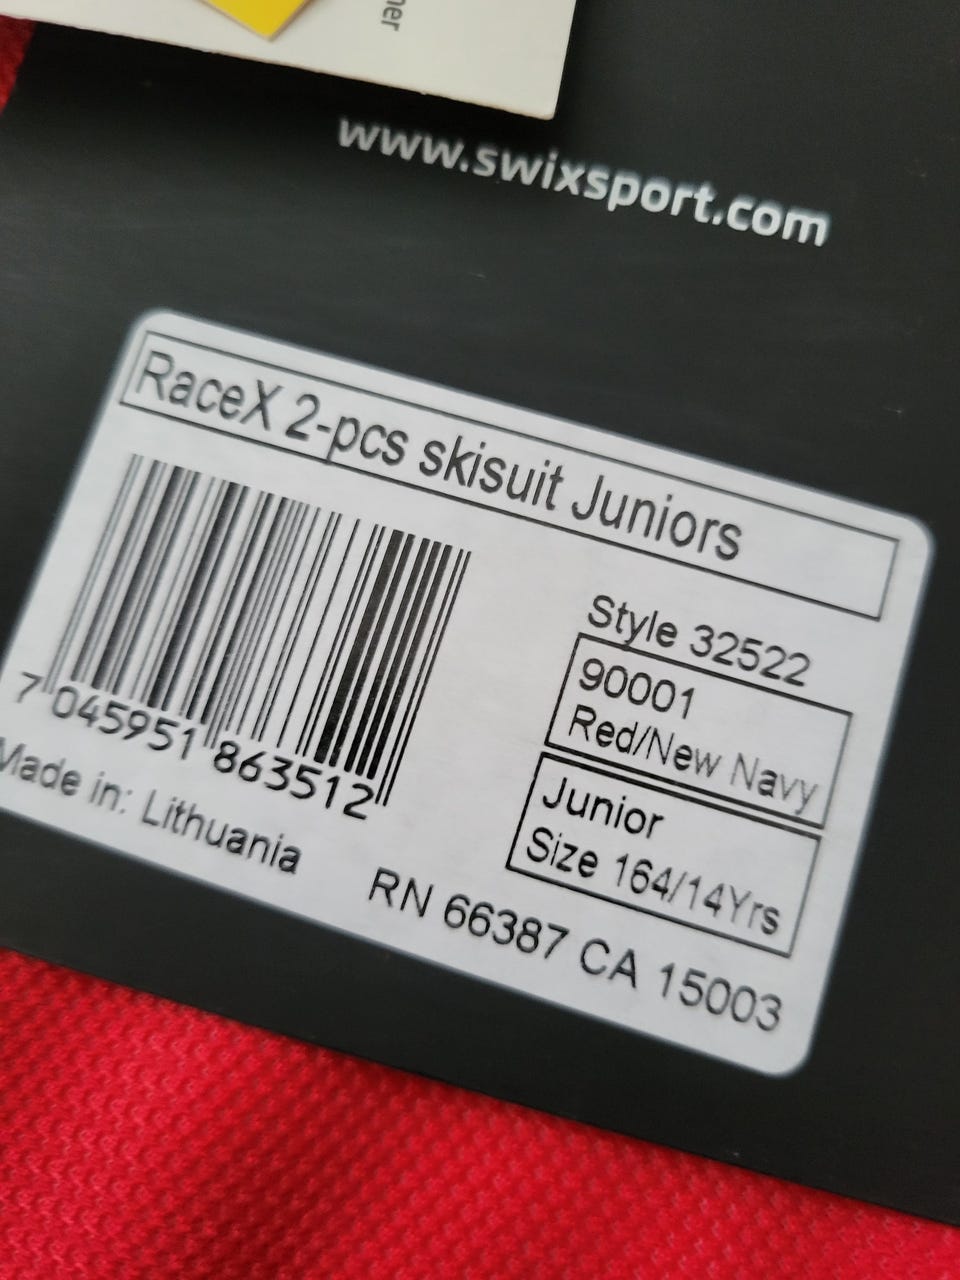 www.swixsport.com
RaceX 2-pcs skisuit Juniors
Style 32522
90001
Red/New Navy
Junior
Size 164/14Yrs
7 045951 863512
Made in: Lithuania
RN 66387 CA 15003